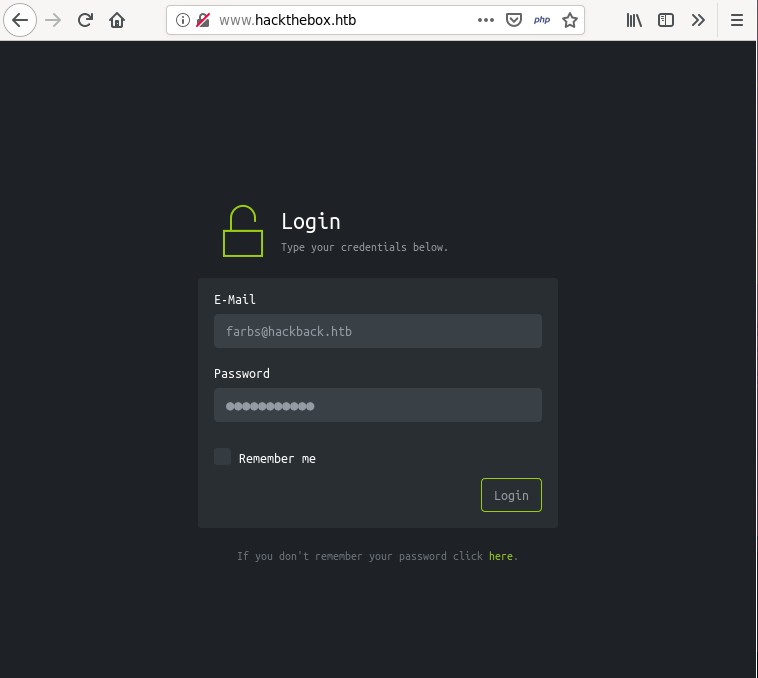 www.hackthebox.htb
php
Login
Type your credentials below.
E-Mail
farbs@hackback.htb
Password
Remember me
Login
If you don't remember your password click here.